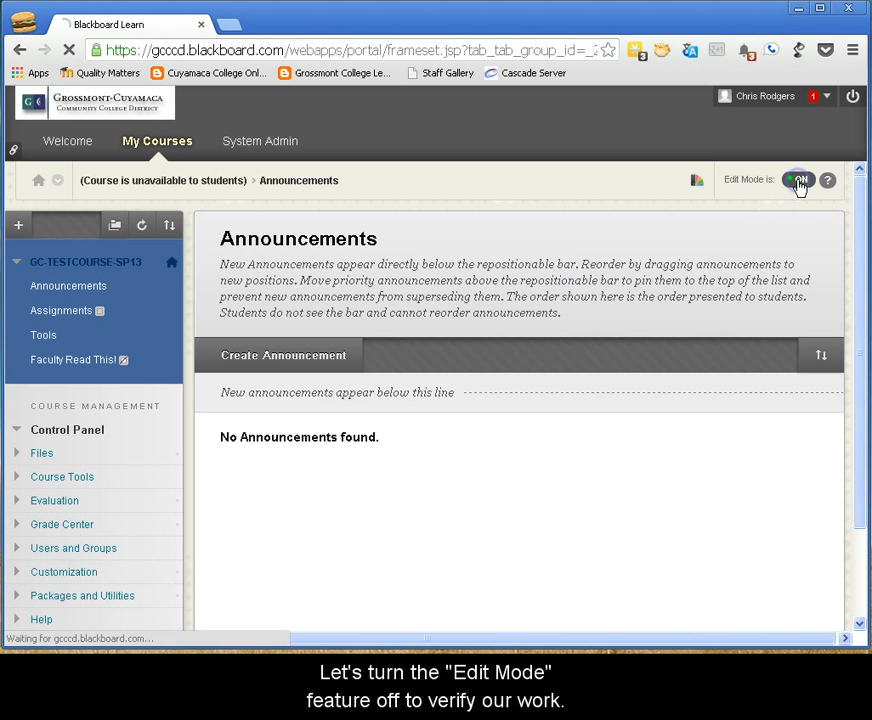 Blackboard Learn
https://gcccd.blackboard.com/webapps/portal/frameset.jsp?tab_tab_group_id=_2
Apps Quality Matters Cuyamaca College Onl... Grossmont College Le... Staff Gallery Cascade Server
GROSSMONT-CUYAMACA
COMMUNITY COLLEGE DISTRICT
Chris Rodgers 1
Welcome My Courses System Admin
(Course is unavailable to students) > Announcements
Edit Mode is: ON ?
GC-TESTCOURSE-SP13
Announcements
Assignments
Tools
Faculty Read This!
COURSE MANAGEMENT
Control Panel
Files
Course Tools
Evaluation
Grade Center
Users and Groups
Customization
Packages and Utilities
Help
Announcements
New Announcements appear directly below the repositionable bar. Reorder by dragging announcements to
new positions. Move priority announcements above the repositionable bar to pin them to the top of the list and
prevent new announcements from superseding them. The order shown here is the order presented to students.
Students do not see the bar and cannot reorder announcements.
Create Announcement
New announcements appear below this line
No Announcements found.
Waiting for gcccd.blackboard.com...
Let's turn the "Edit Mode"
feature off to verify our work.